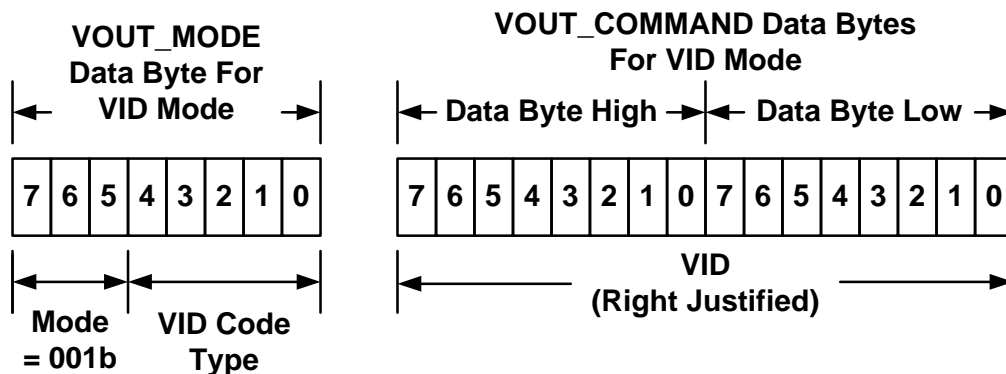 VOUT_MODE
Data Byte For
VID Mode
7 6 5 4 3 2 1 0
Mode
= 001b
VID Code
Type
VOUT_COMMAND Data Bytes
For VID Mode
Data Byte High
Data Byte Low
7 6 5 4 3 2 1 0 7 6 5 4 3 2 1 0
VID
(Right Justified)